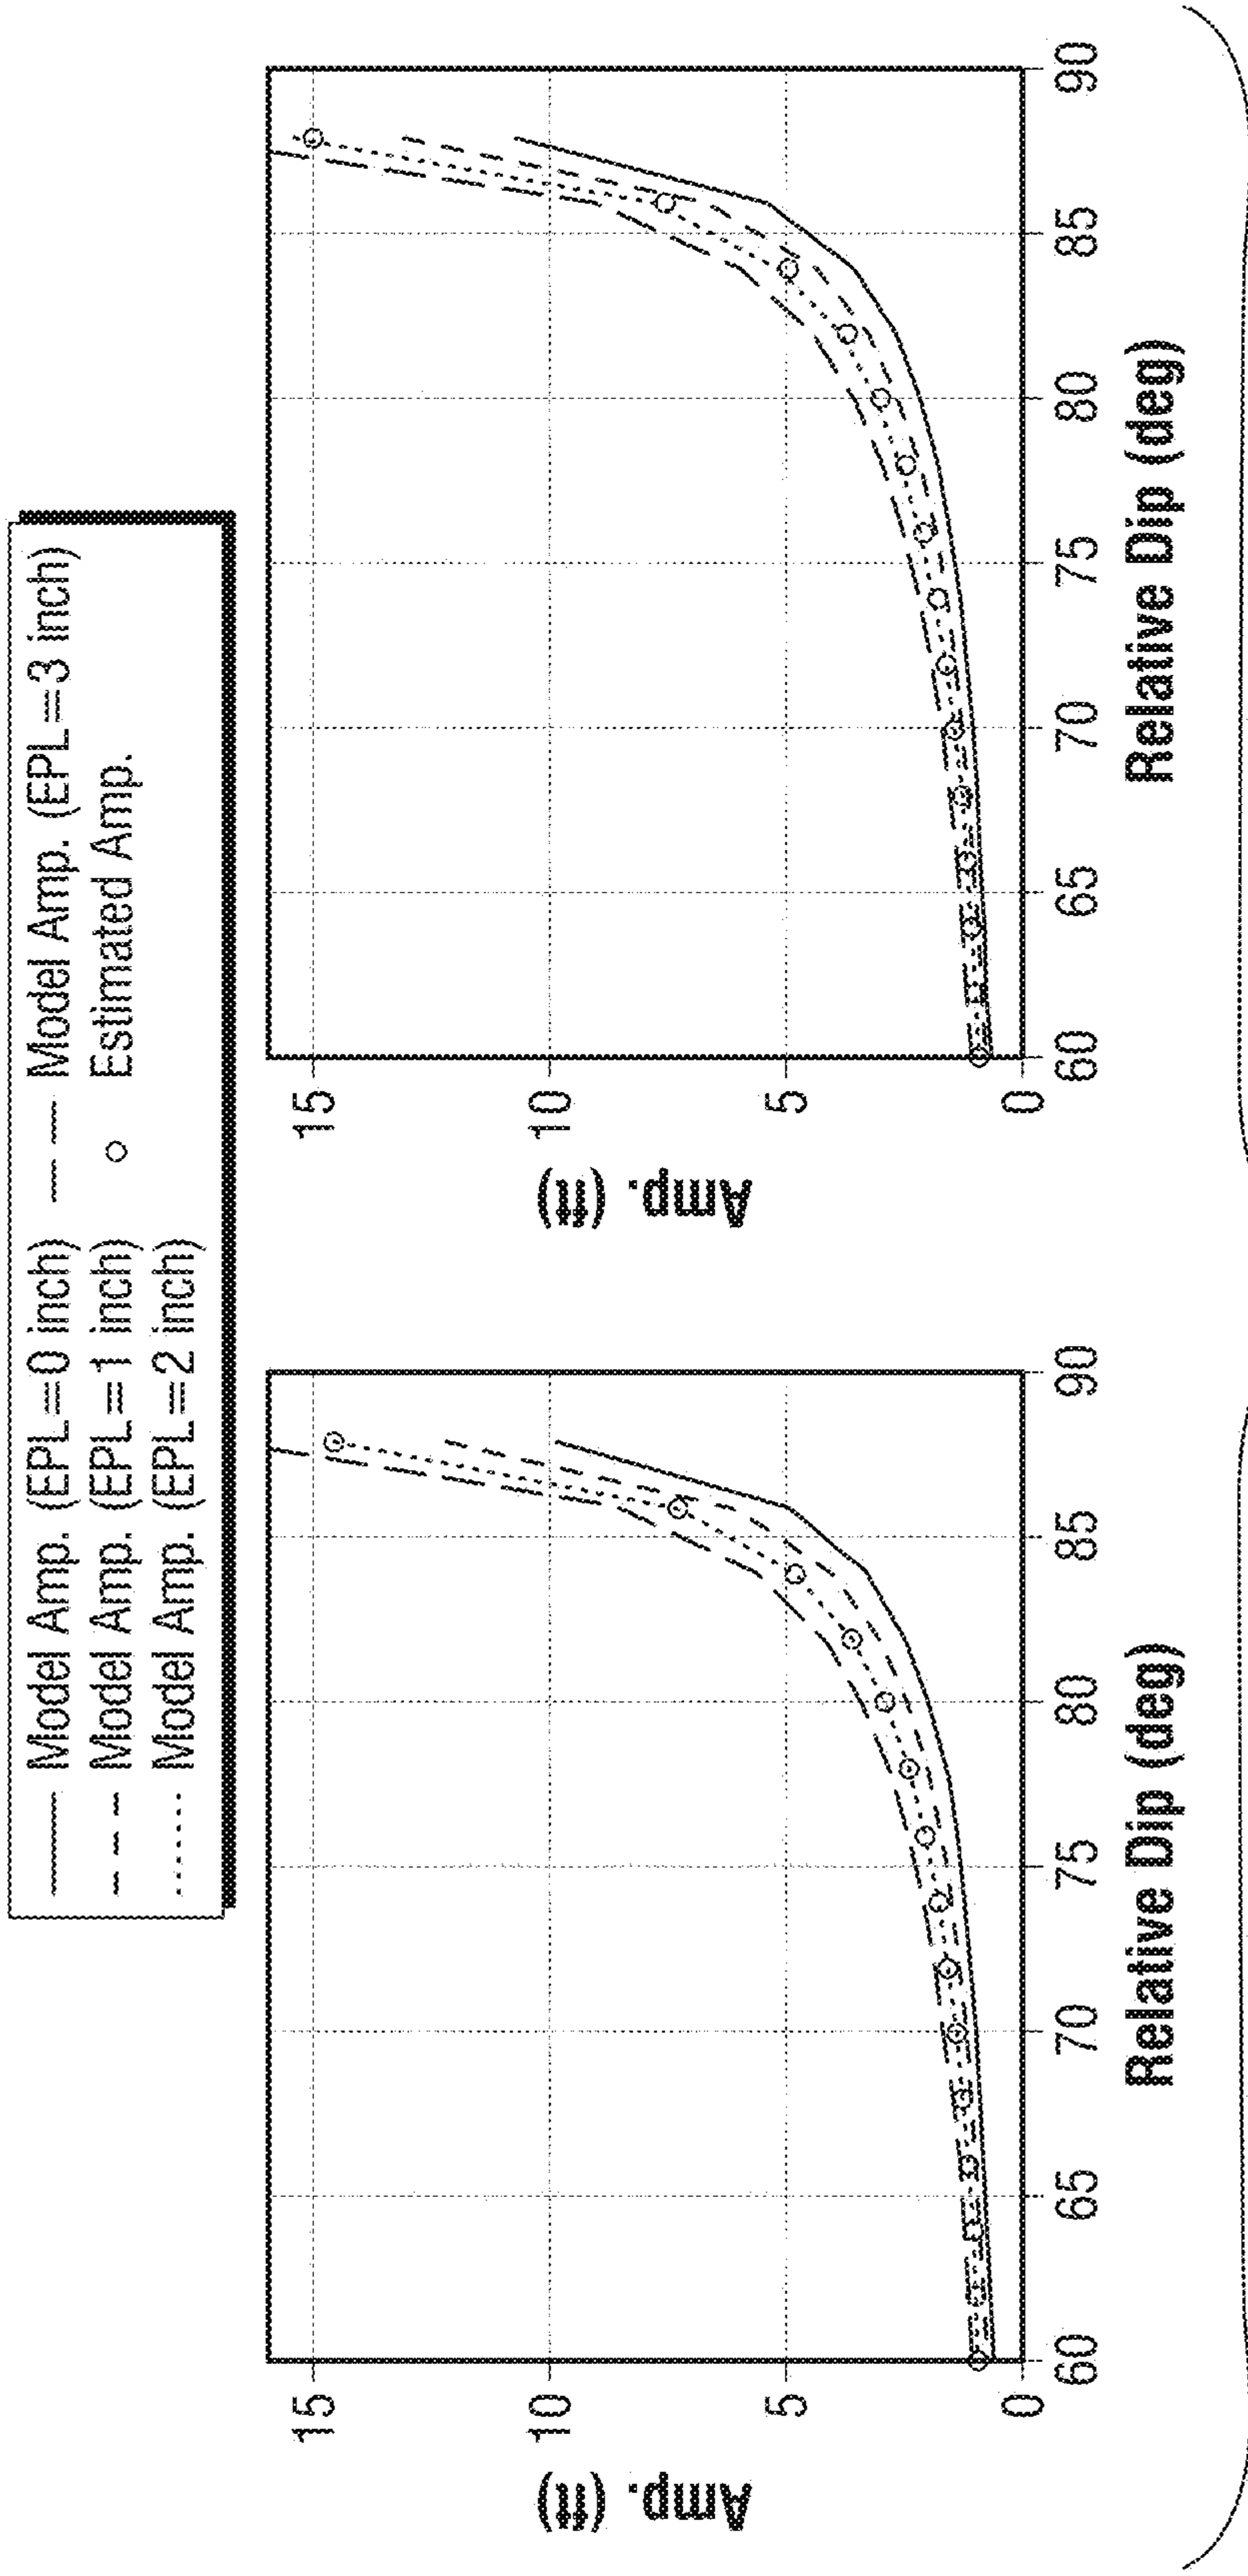 Model Amp. (EPL=0 inch)
Model Amp. (EPL=1 inch)
Model Amp. (EPL=2 inch)
Model Amp. (EPL=3 inch)
Estimated Amp.
Amp. (ft)
15
10
5
0
60
65
70
75
80
85
90
Relative Dip (deg)
Amp. (ft)
15
10
5
0
60
65
70
75
80
85
90
Relative Dip (deg)